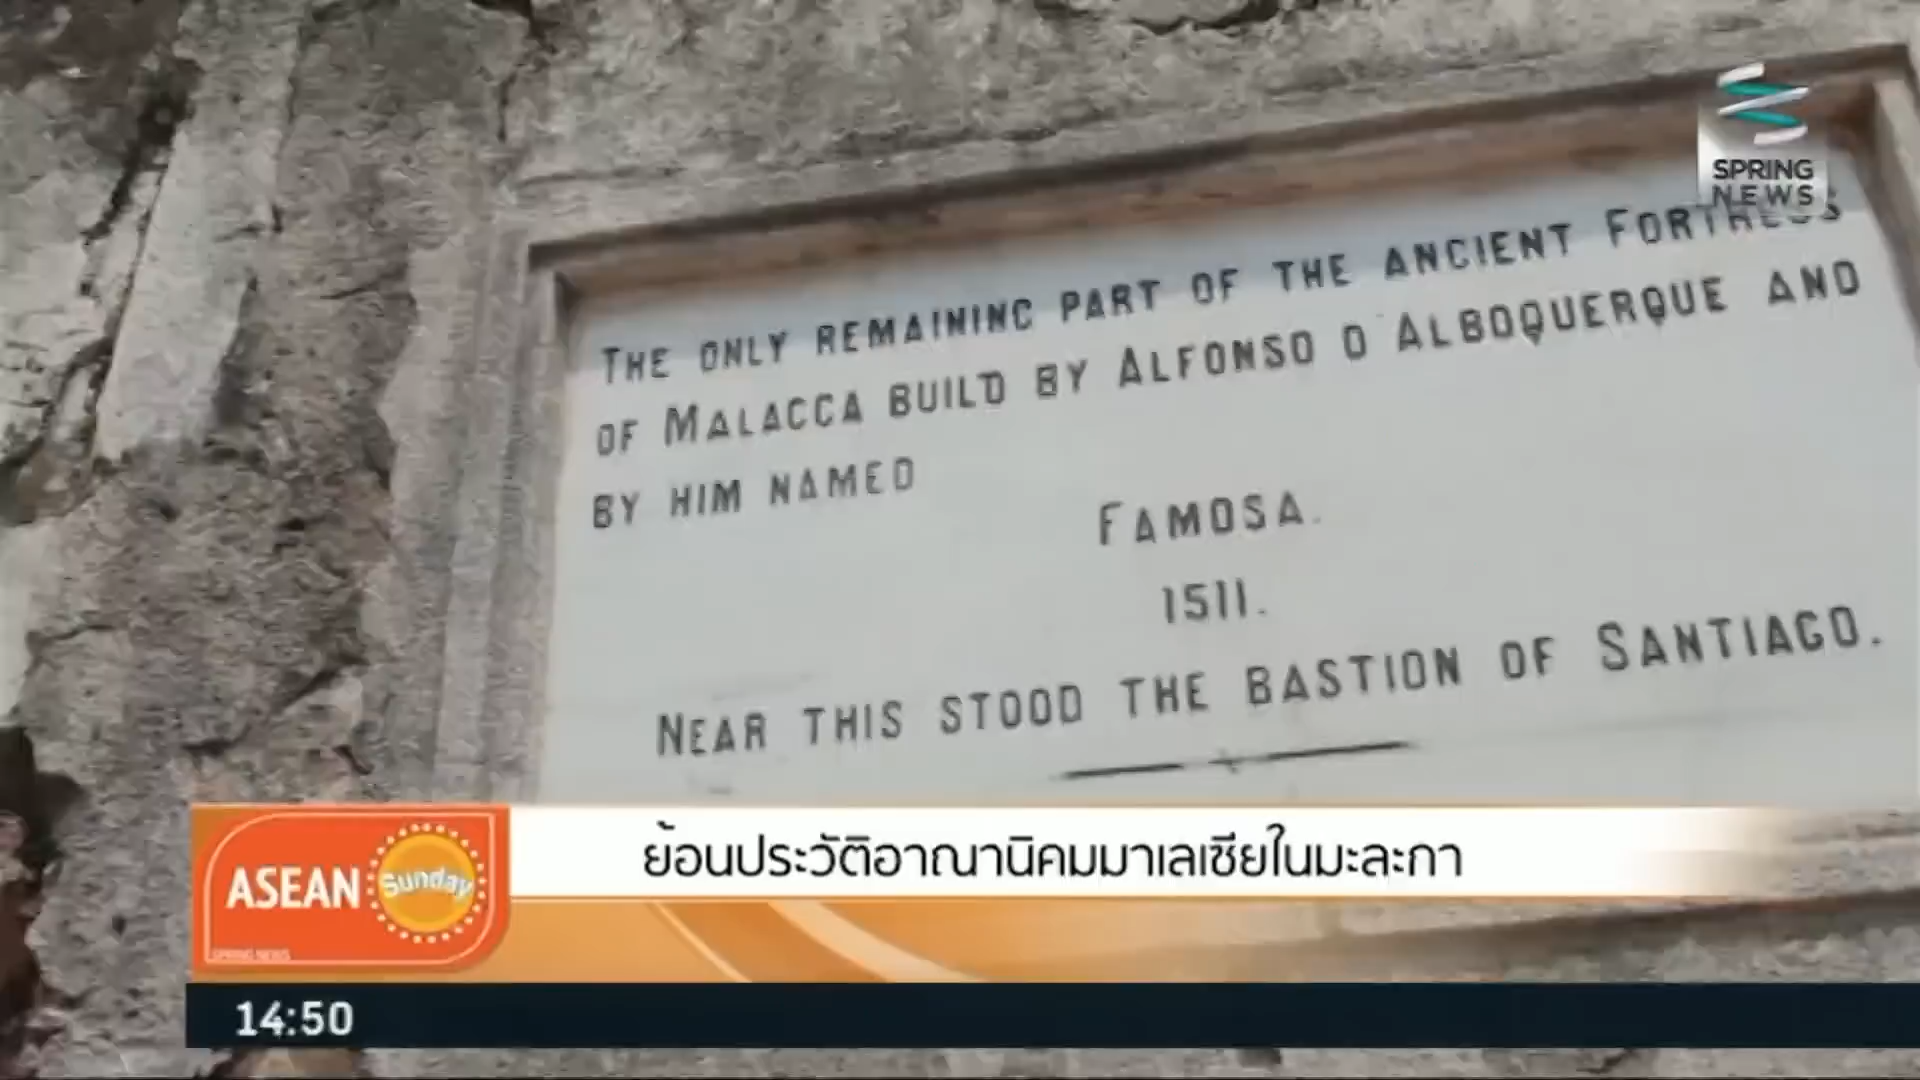 SPRING
NEWS
THE ONLY REMAINING PART OF THE ANCIENT FORTRESS
OF MALACCA BUILD BY ALFONSO D ALBOQUERQUE AND
BY HIM NAMED
FAMOSA.
1511.
NEAR THIS STOOD THE BASTION OF SANTIAGO.
ย้อนประวัติอาณานิคมมาเลเซียในมะละกา
ASEAN Sunday
SPRING NEWS
14:50